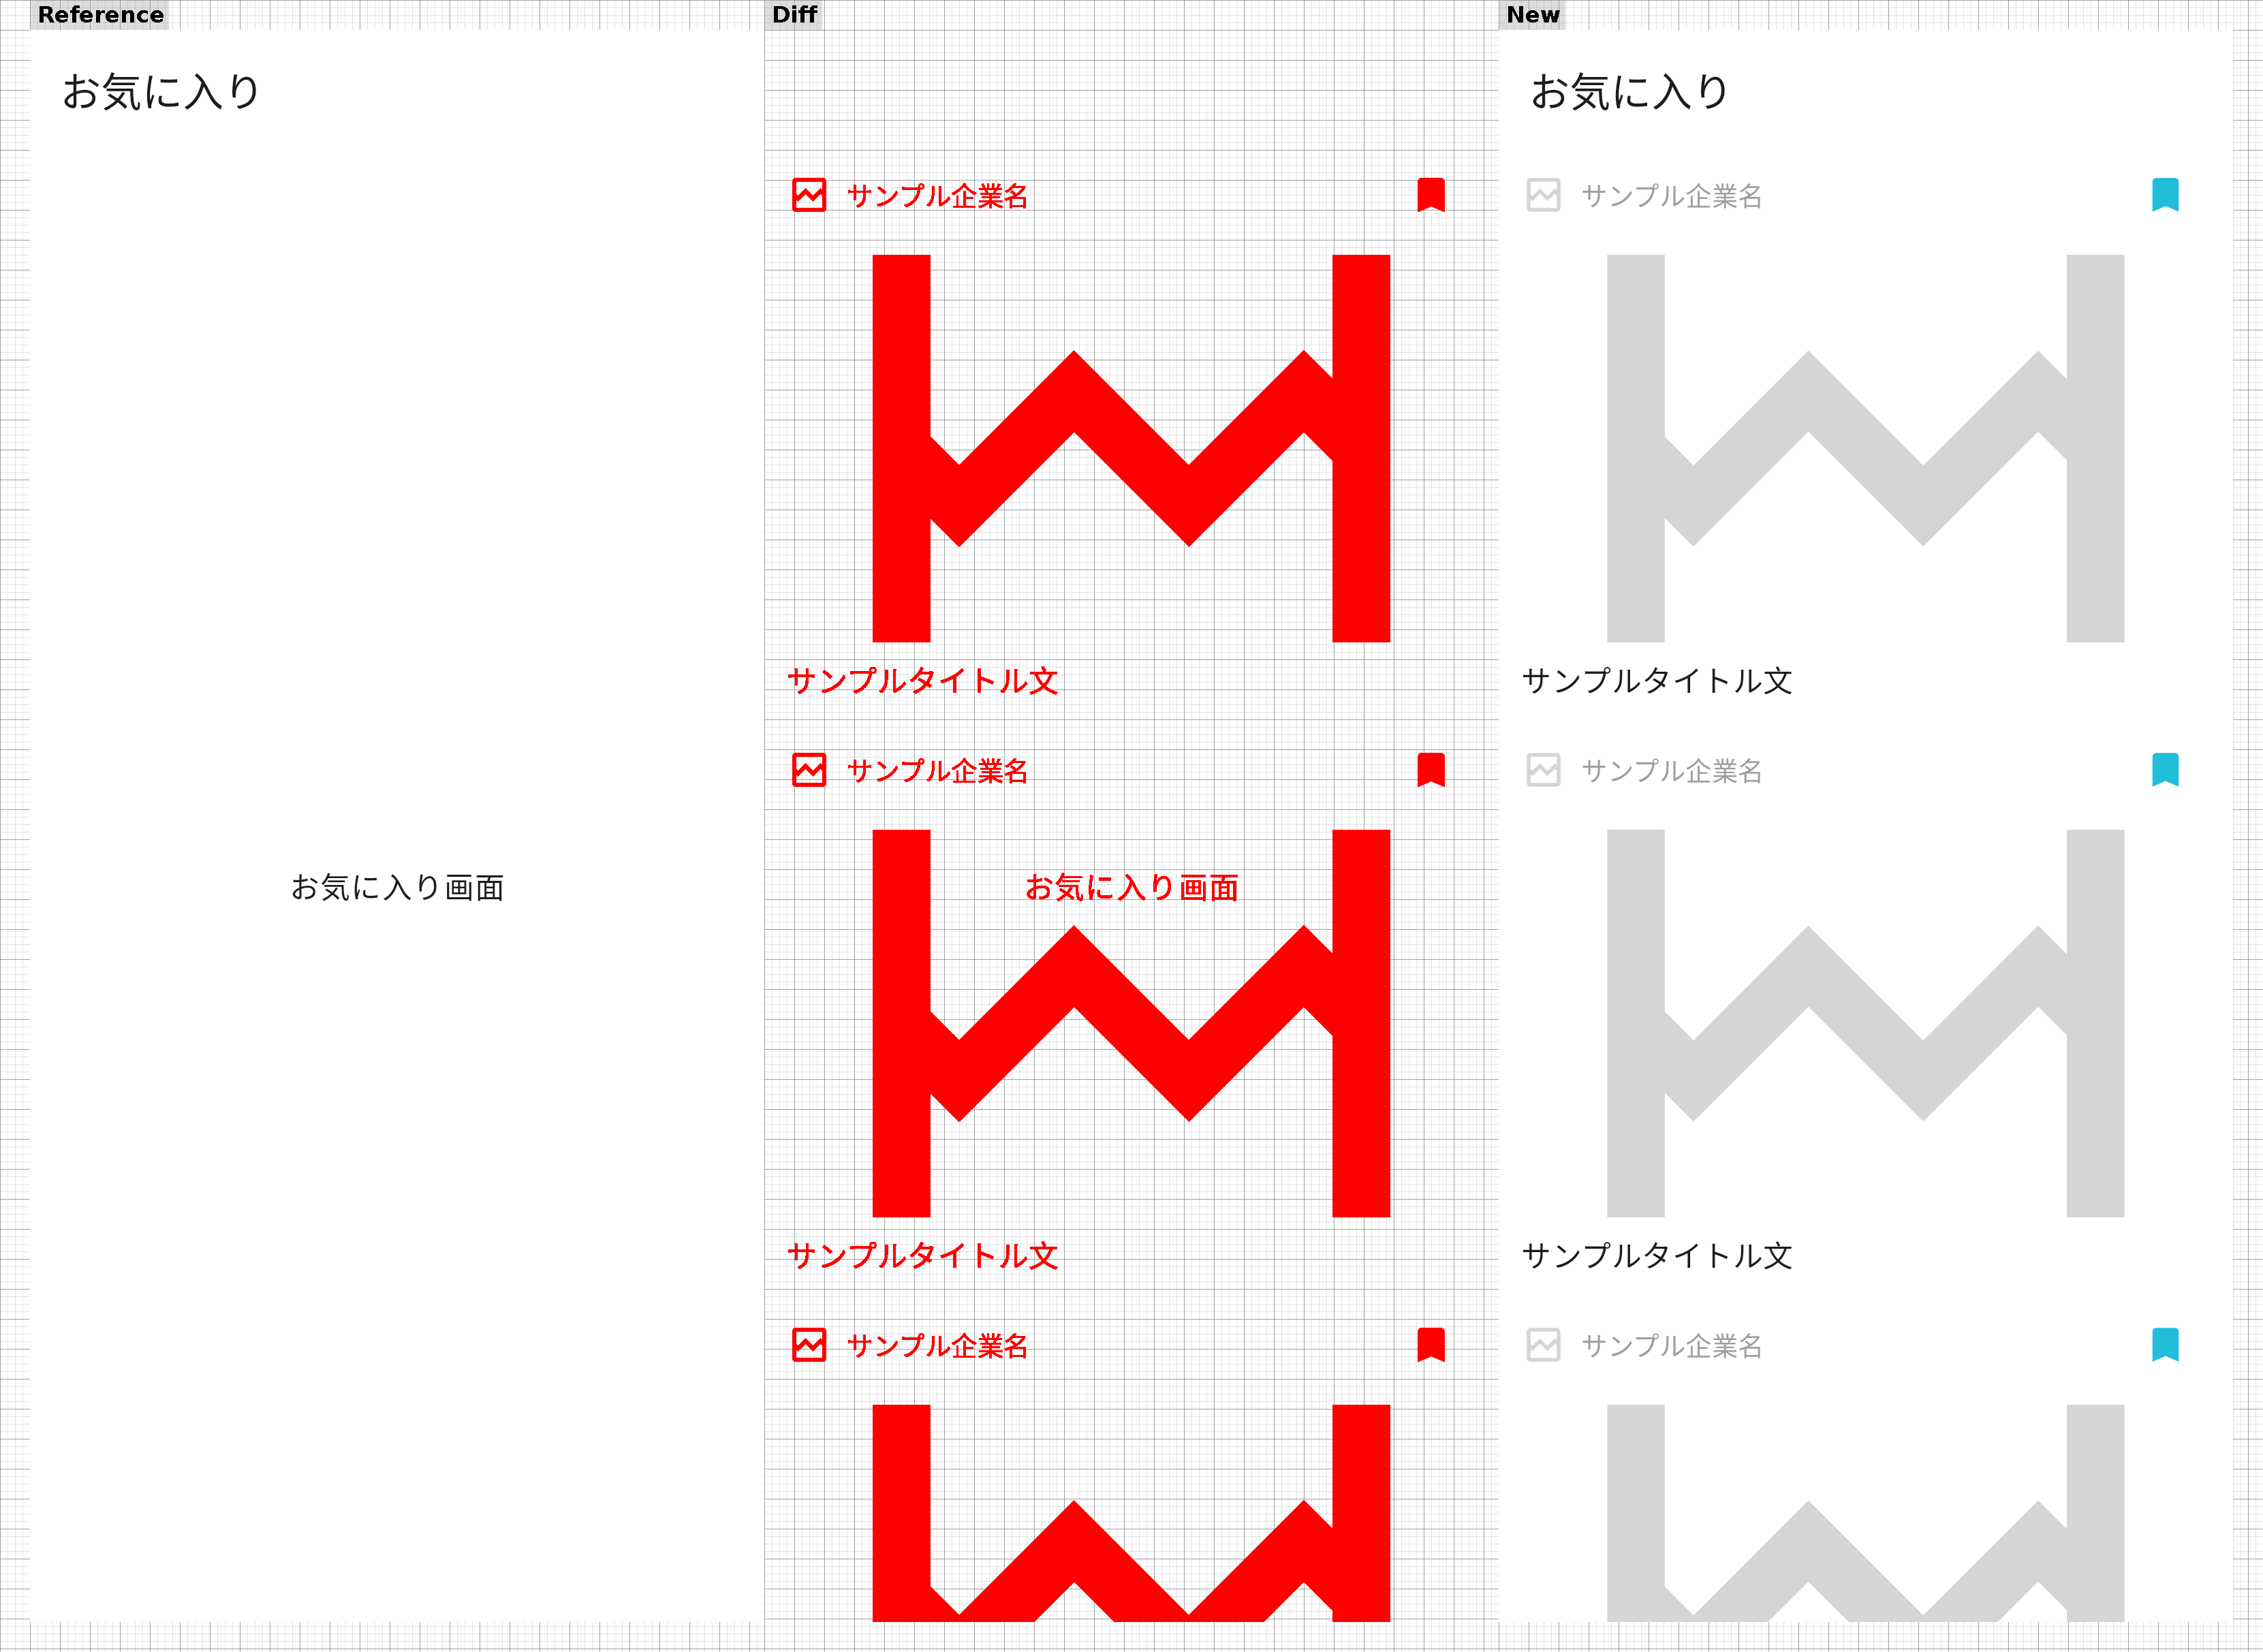 Reference
お気に入り
お気に入り画面
Diff
サンプル企業名
サンプルタイトル文
サンプル企業名
お気に入り画面
サンプルタイトル文
サンプル企業名
New
お気に入り
サンプル企業名
サンプルタイトル文
サンプル企業名
サンプルタイトル文
サンプル企業名